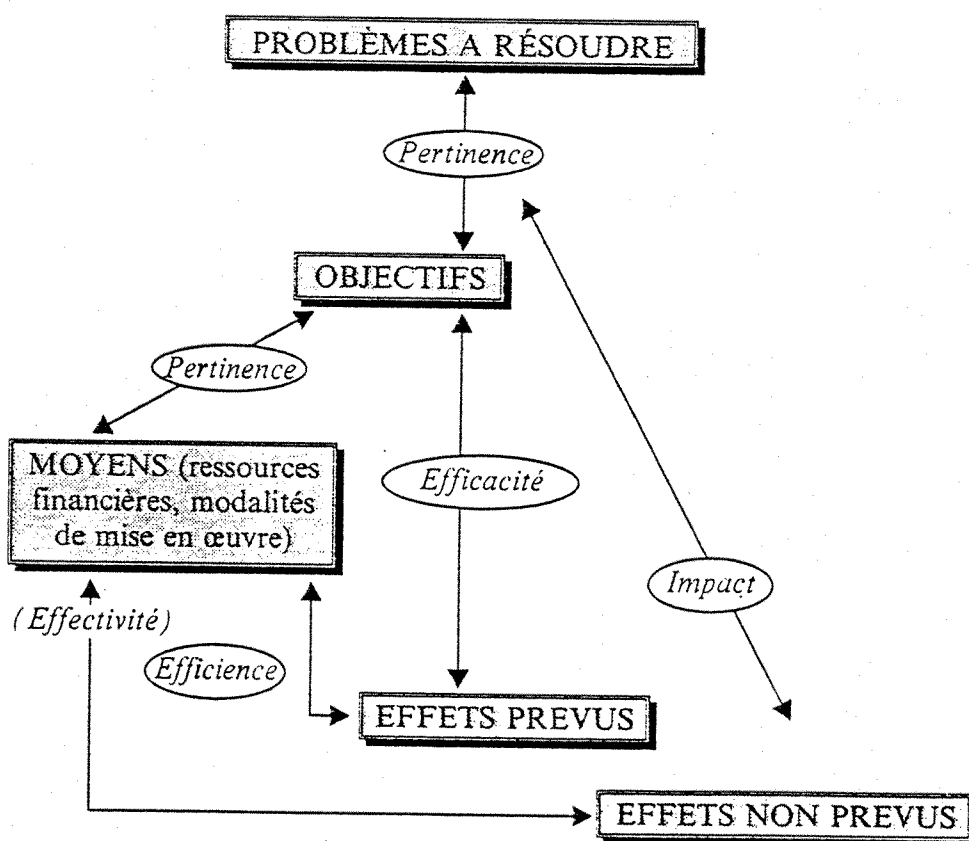 PROBLÈMES A RÉSOUDRE
Pertinence
OBJECTIFS
Pertinence
MOYENS (ressources
financières, modalités
de mise en œuvre)
Efficacité
Impact
(Effectivité)
Efficience
EFFETS PREVUS
EFFETS NON PREVUS